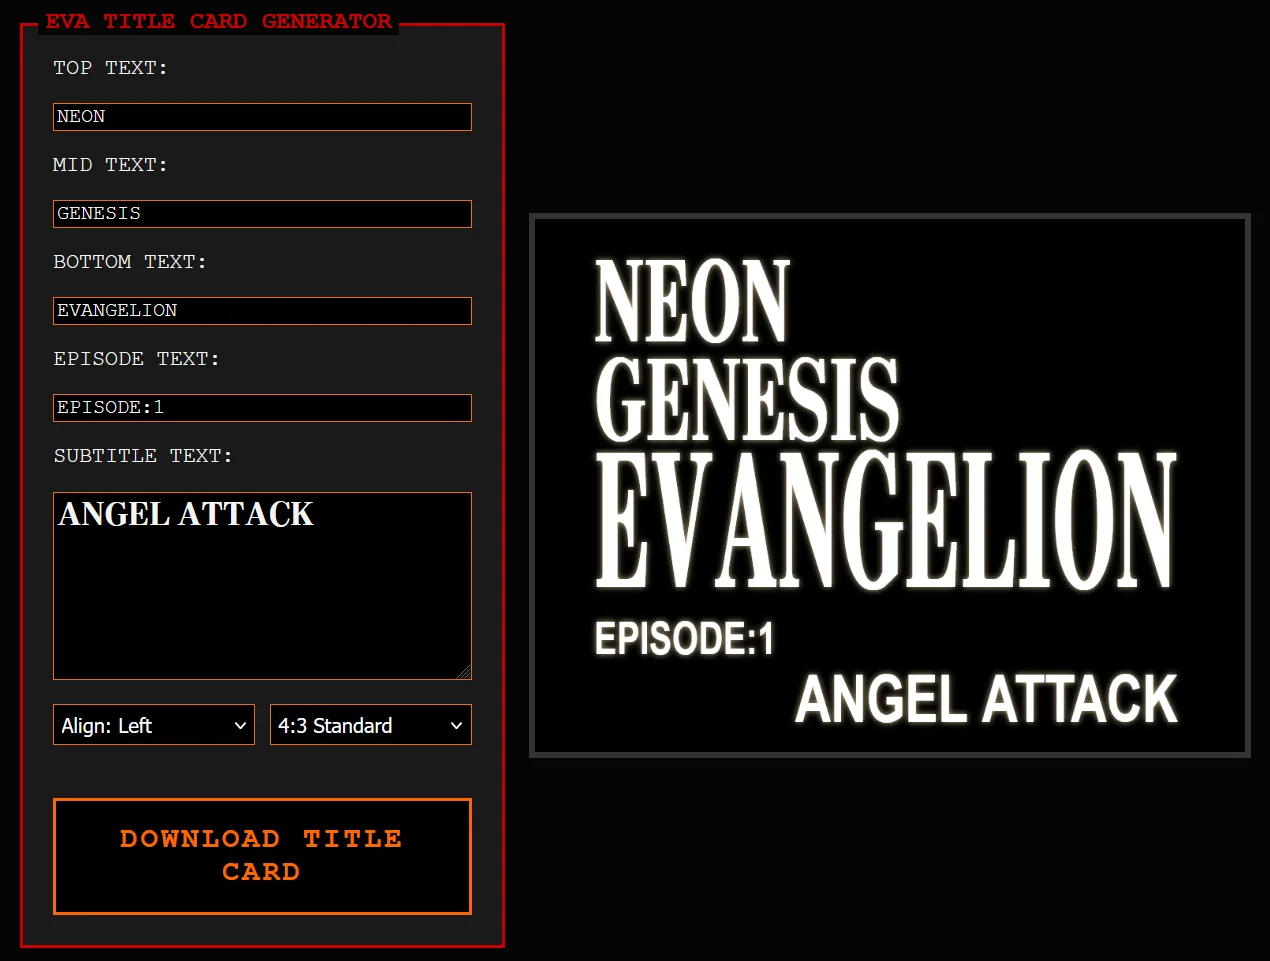 EVA TITLE CARD GENERATOR
TOP TEXT:
NEON
MID TEXT:
GENESIS
BOTTOM TEXT:
EVANGELION
EPISODE TEXT:
EPISODE:1
SUBTITLE TEXT:
ANGEL ATTACK
Align: Left
4:3 Standard
DOWNLOAD TITLE
CARD
NEON
GENESIS
EVANGELION
EPISODE:1
ANGEL ATTACK